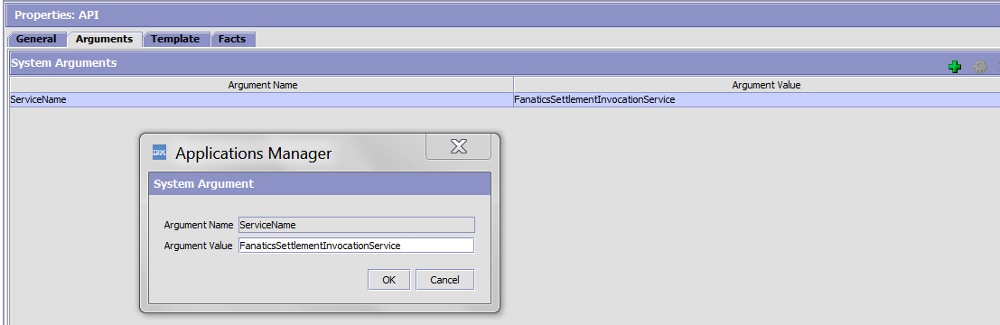 Properties: API
General Arguments Template Facts
System Arguments
Argument Name Argument Value
ServiceName FanaticsSettlementInvocationService
IBM Applications Manager
System Argument
Argument Name ServiceName
Argument Value FanaticsSettlementInvocationService
OK Cancel